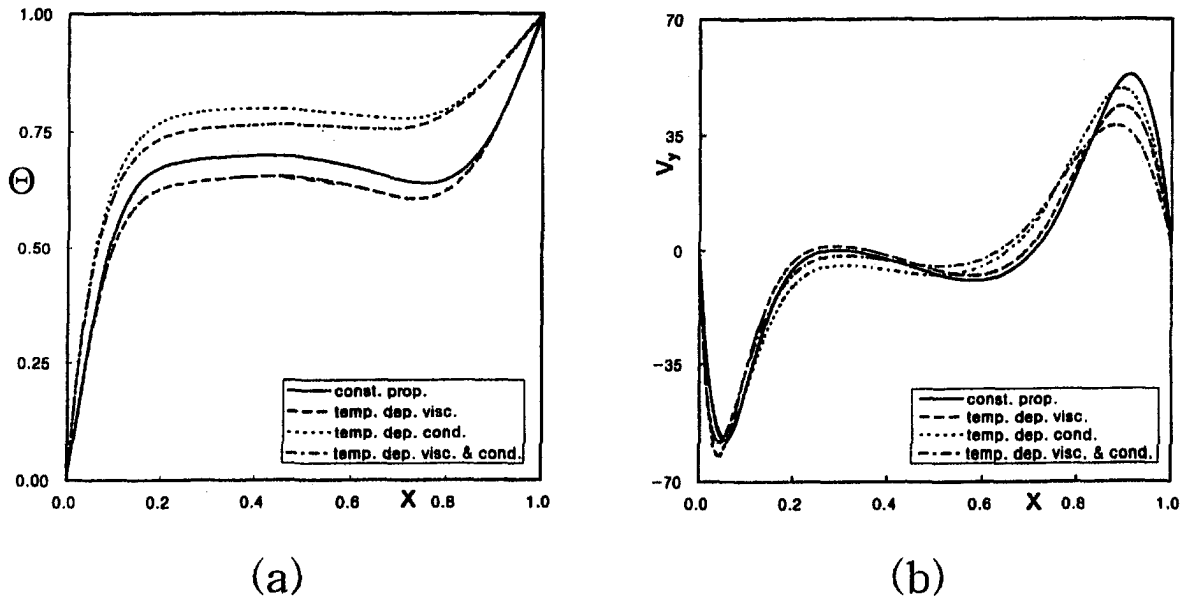 1.00
0.75
Θ
0.50
0.25
0.00
0.0
0.2
0.4
0.6
X
0.8
1.0
const. prop.
temp. dep. visc.
temp. dep. cond.
temp. dep. visc. & cond.
(a)
70
35
Vy
0
−35
−70
0.0
0.2
0.4
0.6
X
0.8
1.0
const. prop.
temp. dep. visc.
temp. dep. cond.
temp. dep. visc. & cond.
(b)